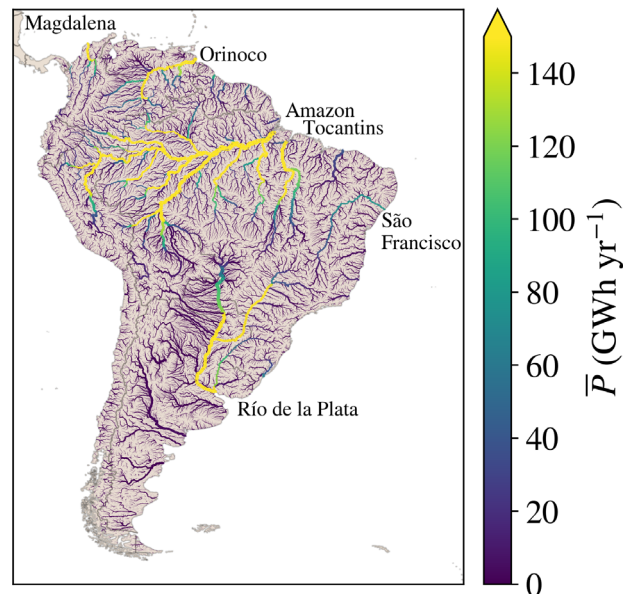 Magdalena
Orinoco
Amazon
Tocantins
São
Francisco
Río de la Plata
140
120
100
80
60
40
20
0
P̅ (GWh yr⁻¹)